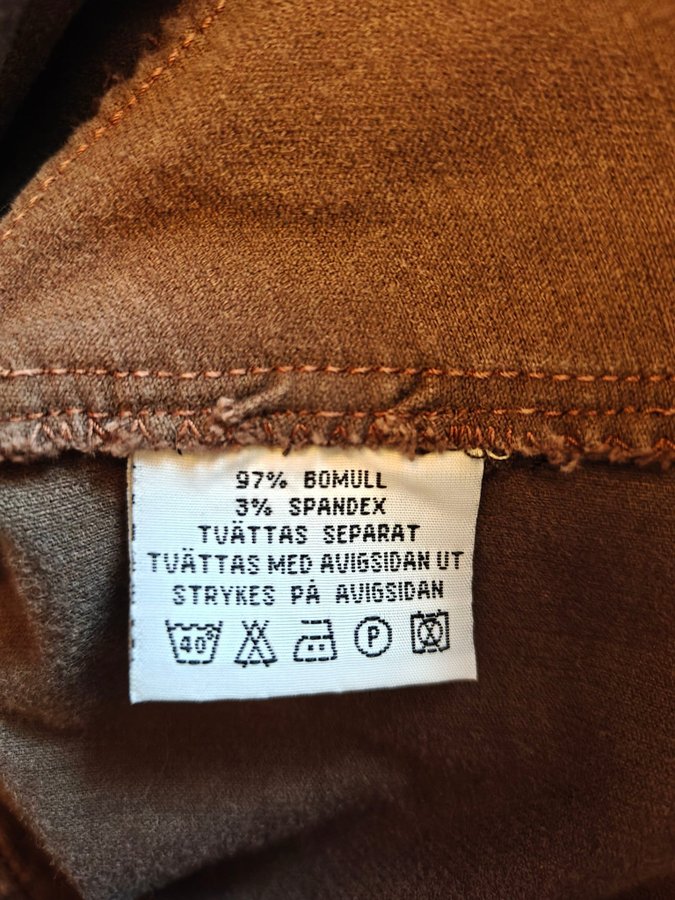 97% BOMULL
3% SPANDEX
TVÄTTAS SEPARAT
TVÄTTAS MED AVIGSIDAN UT
STRYKES PÅ AVIGSIDAN
40° P